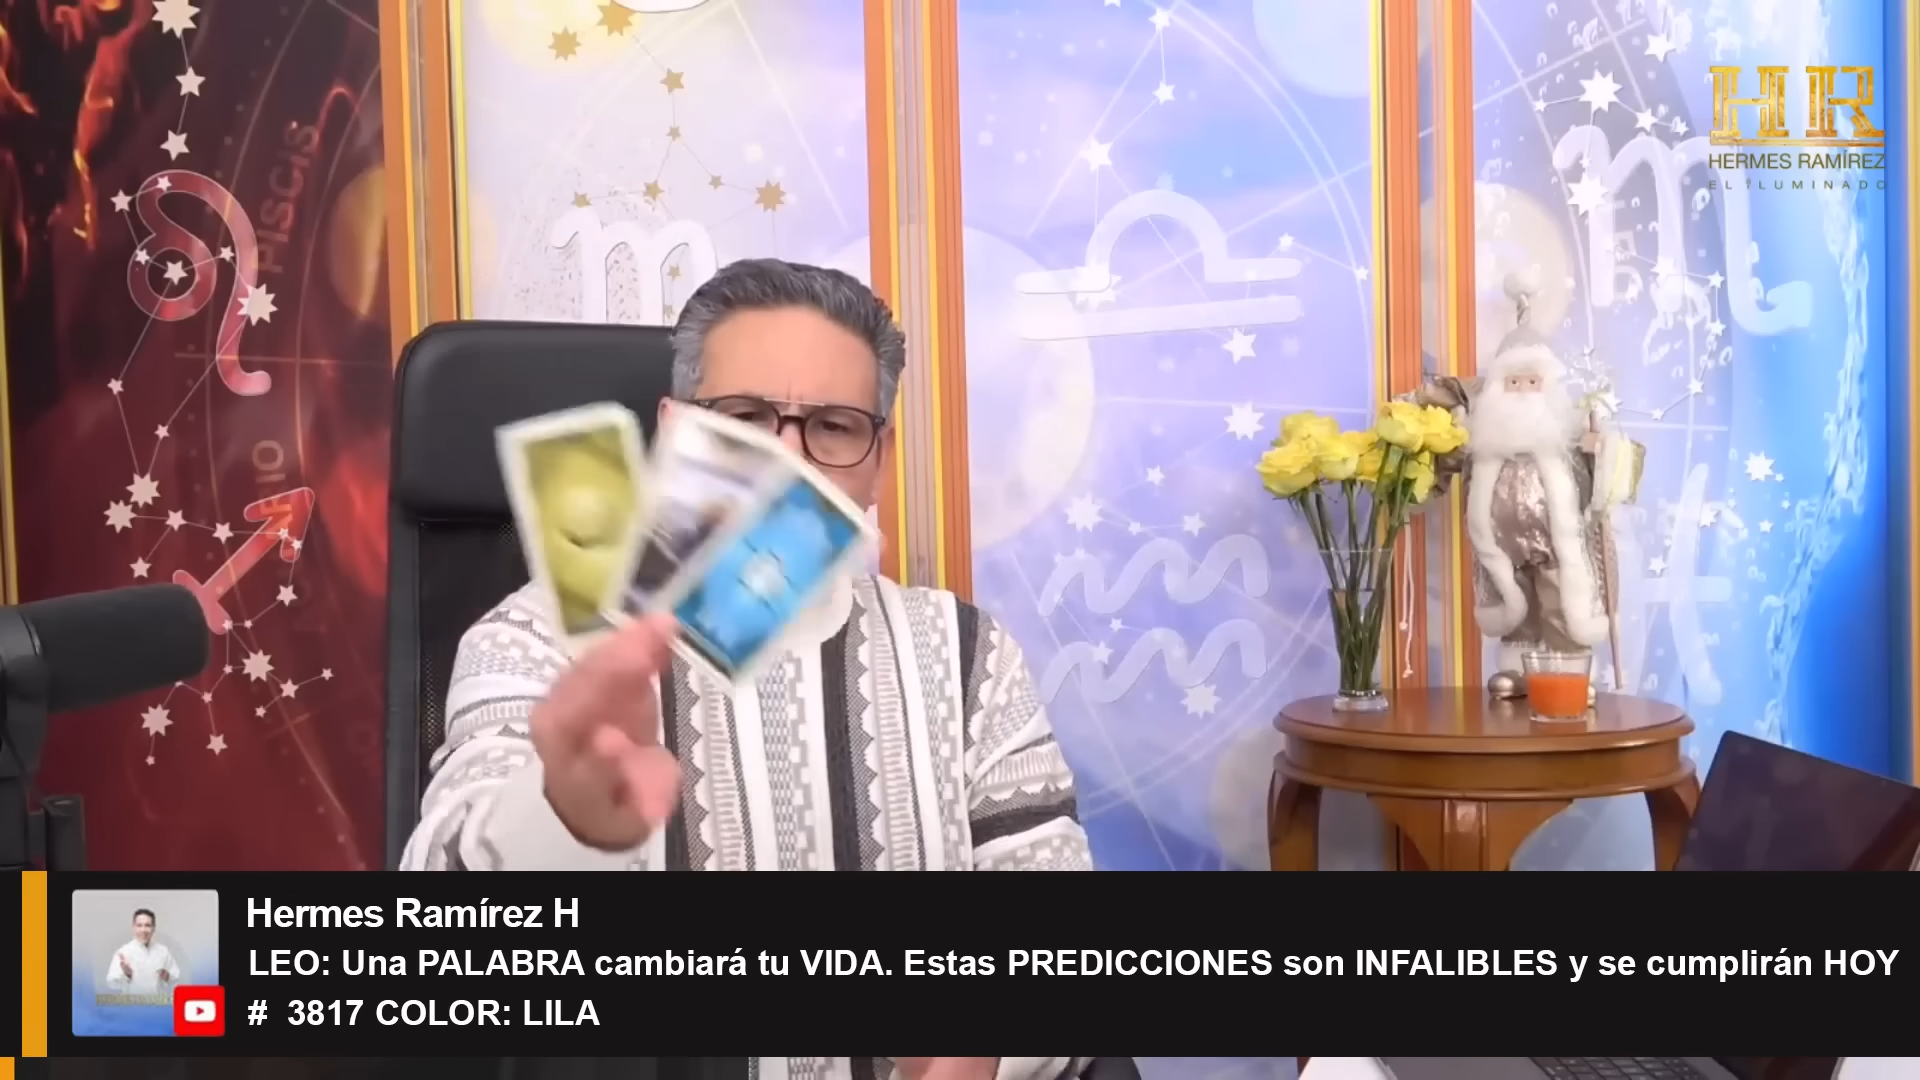 PISCIS
HR
HERMES RAMÍREZ
EL ILUMINADO
Hermes Ramírez H
LEO: Una PALABRA cambiará tu VIDA. Estas PREDICCIONES son INFALIBLES y se cumplirán HOY
# 3817 COLOR: LILA